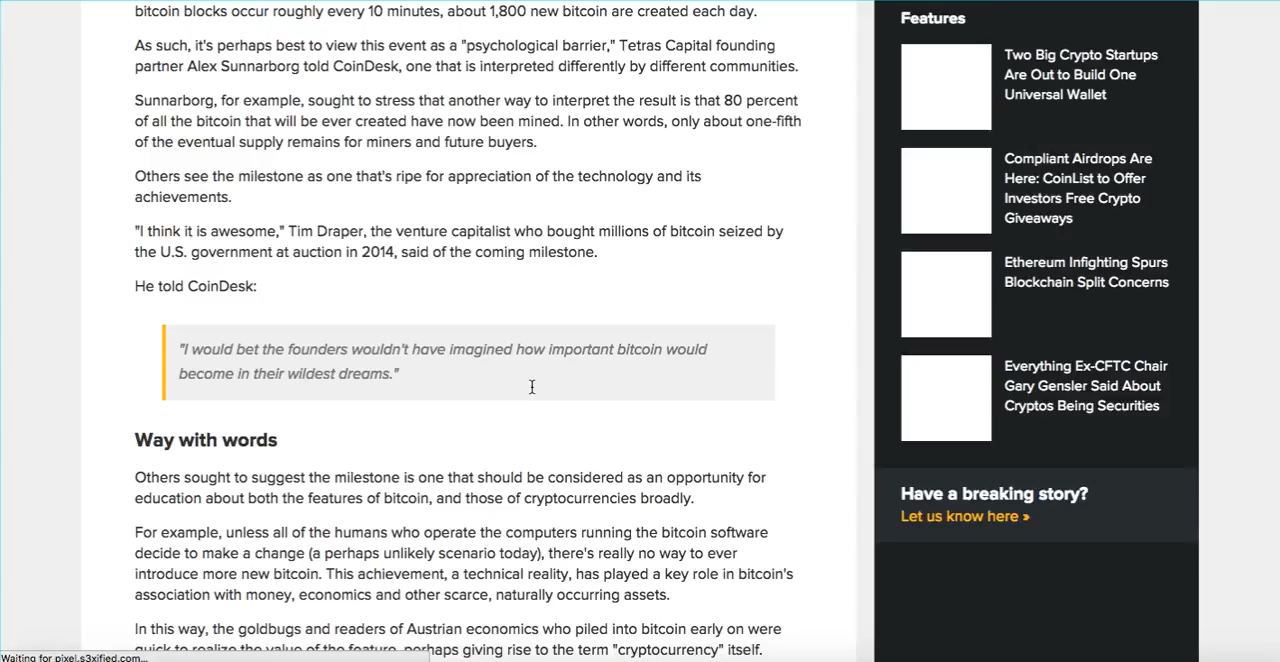 bitcoin blocks occur roughly every 10 minutes, about 1,800 new bitcoin are created each day.
As such, it's perhaps best to view this event as a "psychological barrier," Tetras Capital founding
partner Alex Sunnarborg told CoinDesk, one that is interpreted differently by different communities.
Sunnarborg, for example, sought to stress that another way to interpret the result is that 80 percent
of all the bitcoin that will be ever created have now been mined. In other words, only about one-fifth
of the eventual supply remains for miners and future buyers.
Others see the milestone as one that's ripe for appreciation of the technology and its
achievements.
"I think it is awesome," Tim Draper, the venture capitalist who bought millions of bitcoin seized by
the U.S. government at auction in 2014, said of the coming milestone.
He told CoinDesk:
"I would bet the founders wouldn't have imagined how important bitcoin would
become in their wildest dreams."
Way with words
Others sought to suggest the milestone is one that should be considered as an opportunity for
education about both the features of bitcoin, and those of cryptocurrencies broadly.
For example, unless all of the humans who operate the computers running the bitcoin software
decide to make a change (a perhaps unlikely scenario today), there's really no way to ever
introduce more new bitcoin. This achievement, a technical reality, has played a key role in bitcoin's
association with money, economics and other scarce, naturally occurring assets.
In this way, the goldbugs and readers of Austrian economics who piled into bitcoin early on were
quick to realize the value of the feature, perhaps giving rise to the term "cryptocurrency" itself.
Features
Two Big Crypto Startups
Are Out to Build One
Universal Wallet
Compliant Airdrops Are
Here: CoinList to Offer
Investors Free Crypto
Giveaways
Ethereum Infighting Spurs
Blockchain Split Concerns
Everything Ex-CFTC Chair
Gary Gensler Said About
Cryptos Being Securities
Have a breaking story?
Let us know here »
Waiting for pixel.s3xified.com...